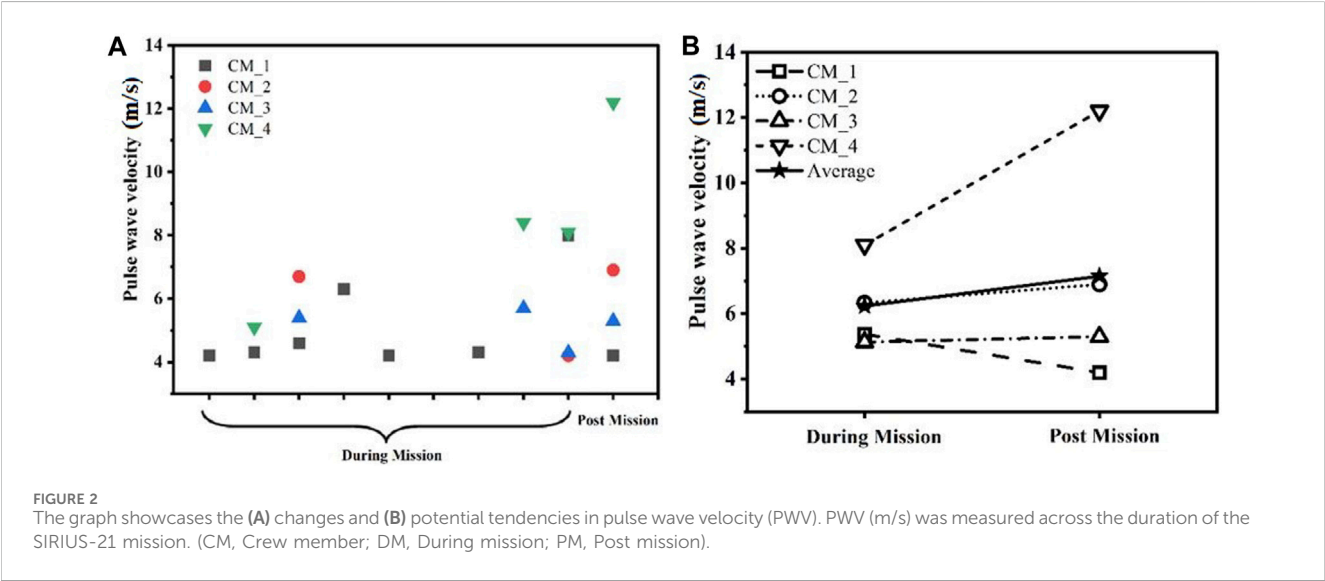 A
14
12
10
8
6
4
Pulse wave velocity (m/s)
CM_1
CM_2
CM_3
CM_4
During Mission
Post Mission
B
14
12
10
8
6
4
Pulse wave velocity (m/s)
CM_1
CM_2
CM_3
CM_4
Average
During Mission
Post Mission
FIGURE 2
The graph showcases the (A) changes and (B) potential tendencies in pulse wave velocity (PWV). PWV (m/s) was measured across the duration of the
SIRIUS-21 mission. (CM, Crew member; DM, During mission; PM, Post mission).